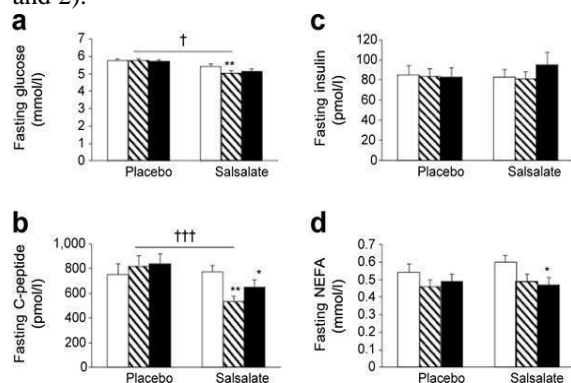 and 2).
a
†
**
Fasting glucose
(mmol/l)
7
6
5
4
3
2
1
0
Placebo
Salsalate
b
†††
**
*
Fasting C-peptide
(pmol/l)
1,000
800
600
400
200
0
Placebo
Salsalate
c
Fasting insulin
(pmol/l)
120
100
80
60
40
20
0
Placebo
Salsalate
d
*
Fasting NEFA
(mmol/l)
0.7
0.6
0.5
0.4
0.3
0.2
0.1
0
Placebo
Salsalate